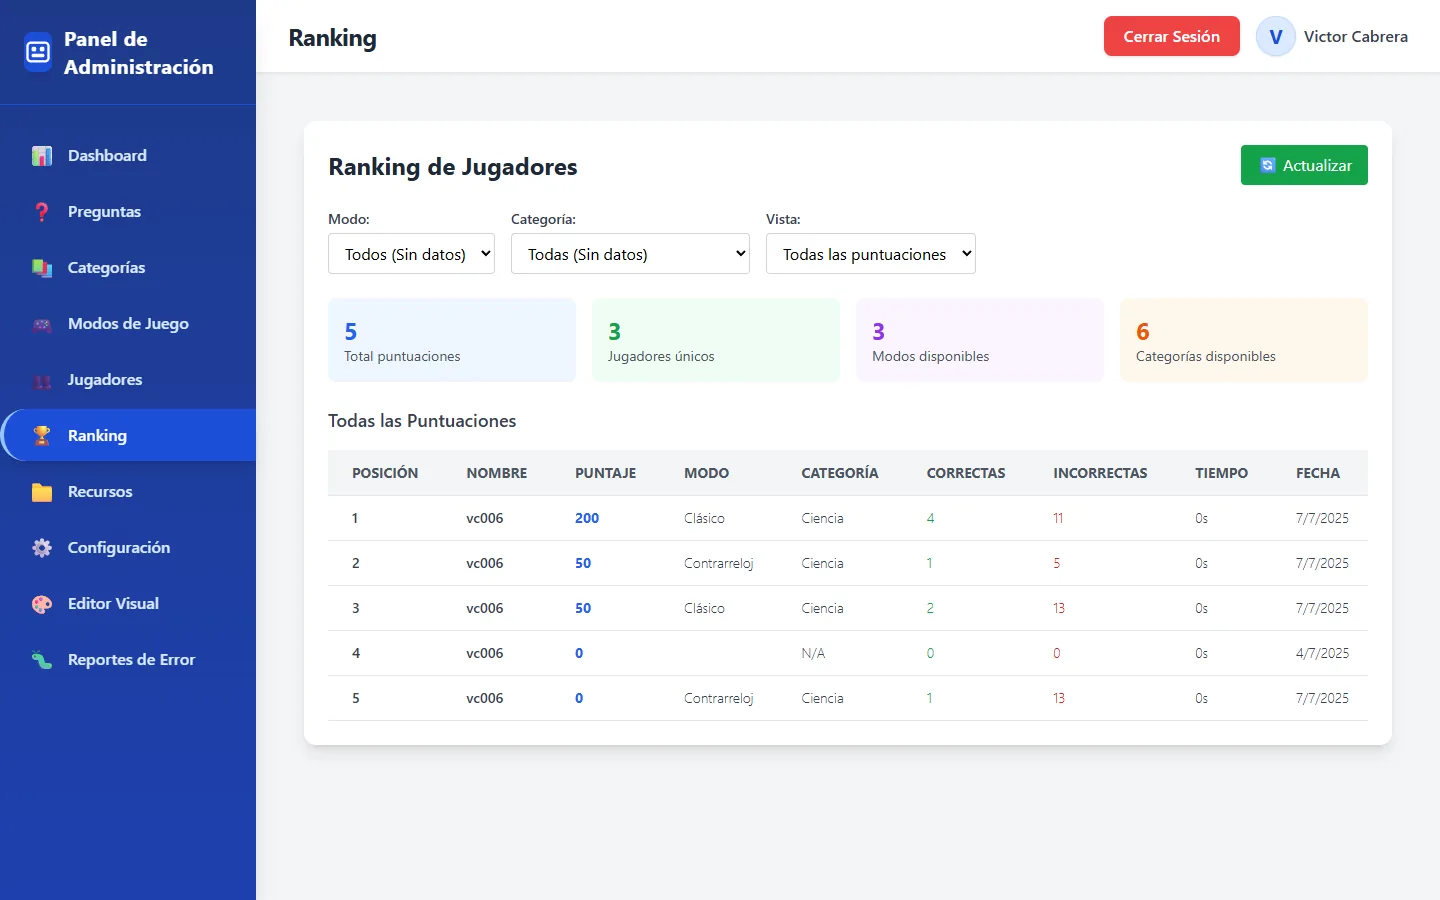 Panel de
Administración
Dashboard
Preguntas
Categorías
Modos de Juego
Jugadores
Ranking
Recursos
Configuración
Editor Visual
Reportes de Error
Ranking
Cerrar Sesión
V
Victor Cabrera
Ranking de Jugadores
Actualizar
Modo:
Categoría:
Vista:
Todos (Sin datos)
Todas (Sin datos)
Todas las puntuaciones
5
Total puntuaciones
3
Jugadores únicos
3
Modos disponibles
6
Categorías disponibles
Todas las Puntuaciones
POSICIÓN NOMBRE PUNTAJE MODO CATEGORÍA CORRECTAS INCORRECTAS TIEMPO FECHA
1 vc006 200 Clásico Ciencia 4 11 0s 7/7/2025
2 vc006 50 Contrarreloj Ciencia 1 5 0s 7/7/2025
3 vc006 50 Clásico Ciencia 2 13 0s 7/7/2025
4 vc006 0 N/A 0 0 0s 4/7/2025
5 vc006 0 Contrarreloj Ciencia 1 13 0s 7/7/2025